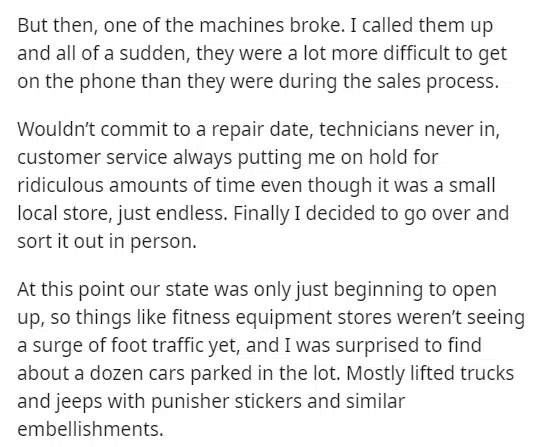 But then, one of the machines broke. I called them up
and all of a sudden, they were a lot more difficult to get
on the phone than they were during the sales process.
Wouldn’t commit to a repair date, technicians never in,
customer service always putting me on hold for
ridiculous amounts of time even though it was a small
local store, just endless. Finally I decided to go over and
sort it out in person.
At this point our state was only just beginning to open
up, so things like fitness equipment stores weren’t seeing
a surge of foot traffic yet, and I was surprised to find
about a dozen cars parked in the lot. Mostly lifted trucks
and jeeps with punisher stickers and similar
embellishments.